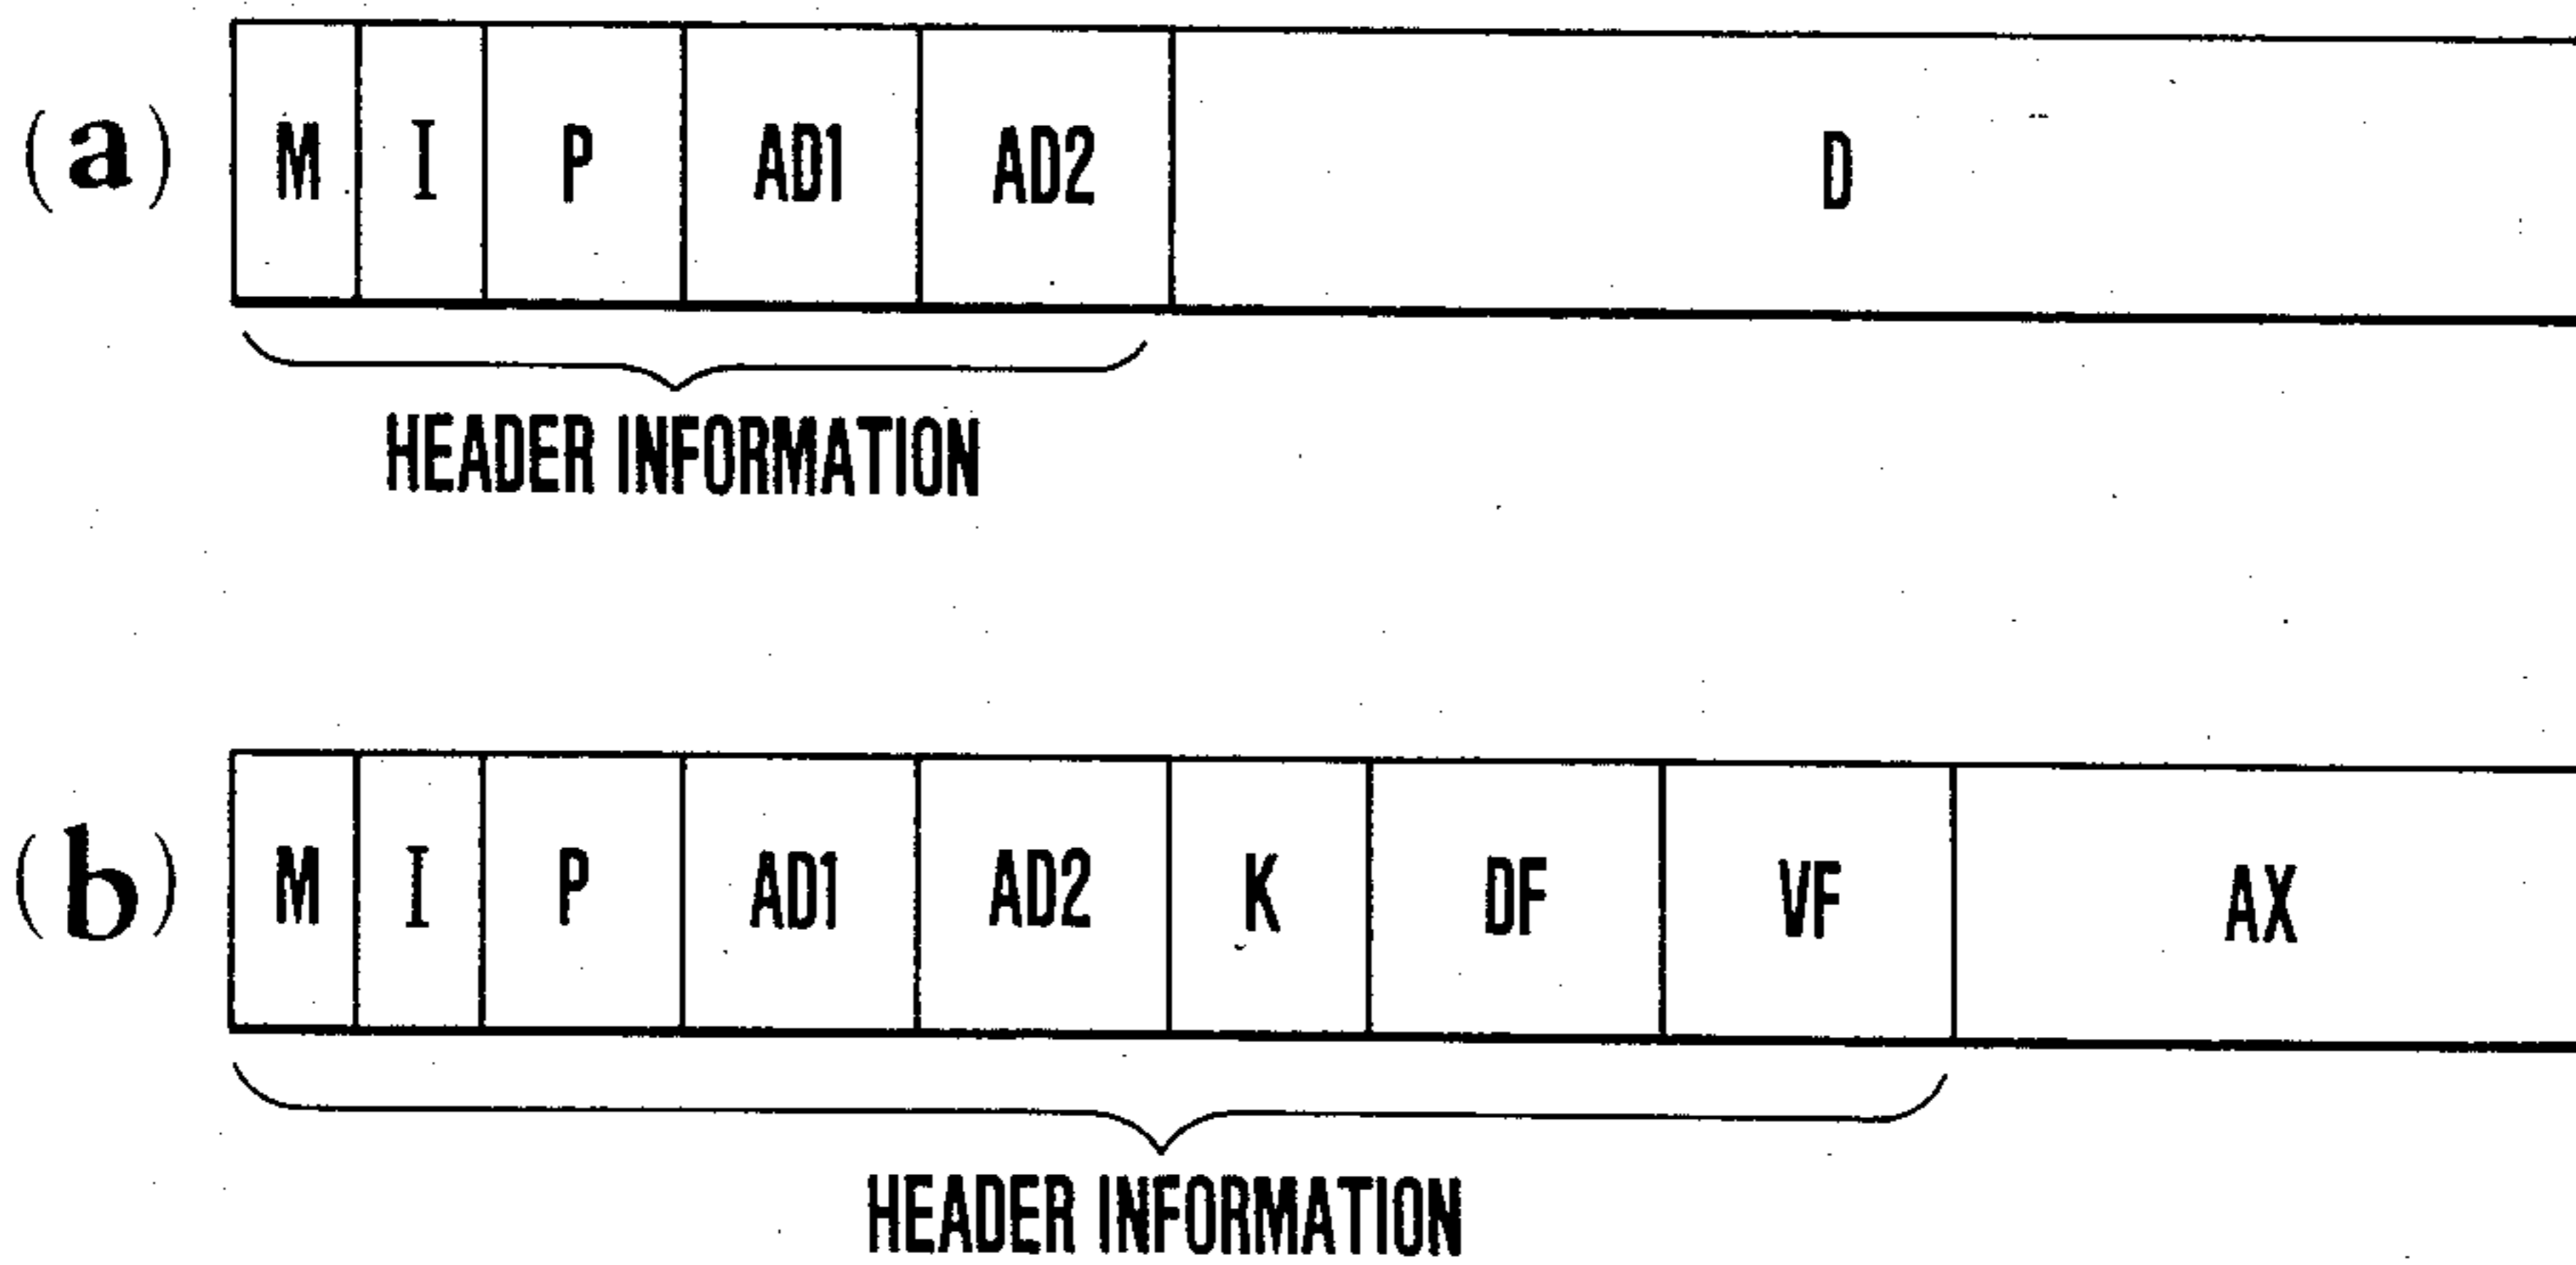 (a) M I P AD1 AD2 D
HEADER INFORMATION
(b) M I P AD1 AD2 K DF VF AX
HEADER INFORMATION